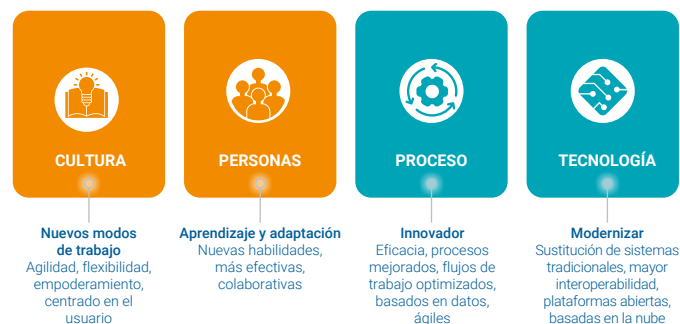 CULTURA
PERSONAS
PROCESO
TECNOLOGÍA
Nuevos modos
de trabajo
Agilidad, flexibilidad,
empoderamiento,
centrado en el
usuario
Aprendizaje y adaptación
Nuevas habilidades,
más efectivas,
colaborativas
Innovador
Eficacia, procesos
mejorados, flujos de
trabajo optimizados,
basados en datos,
ágiles
Modernizar
Sustitución de sistemas
tradicionales, mayor
interoperabilidad,
plataformas abiertas,
basadas en la nube